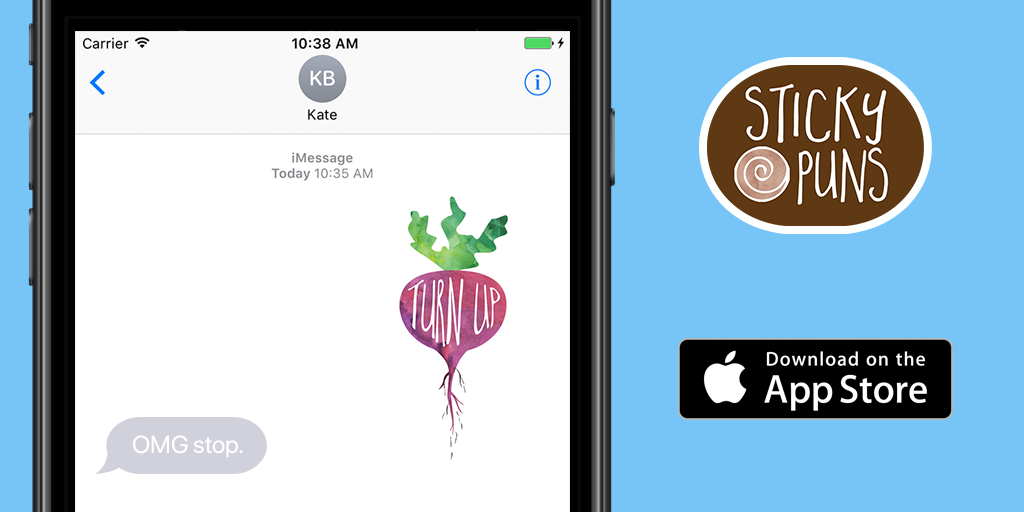 Carrier 10:38 AM
KB
Kate
iMessage
Today 10:35 AM
TURN UP
OMG stop.
STICKY
PUNS
Download on the
App Store